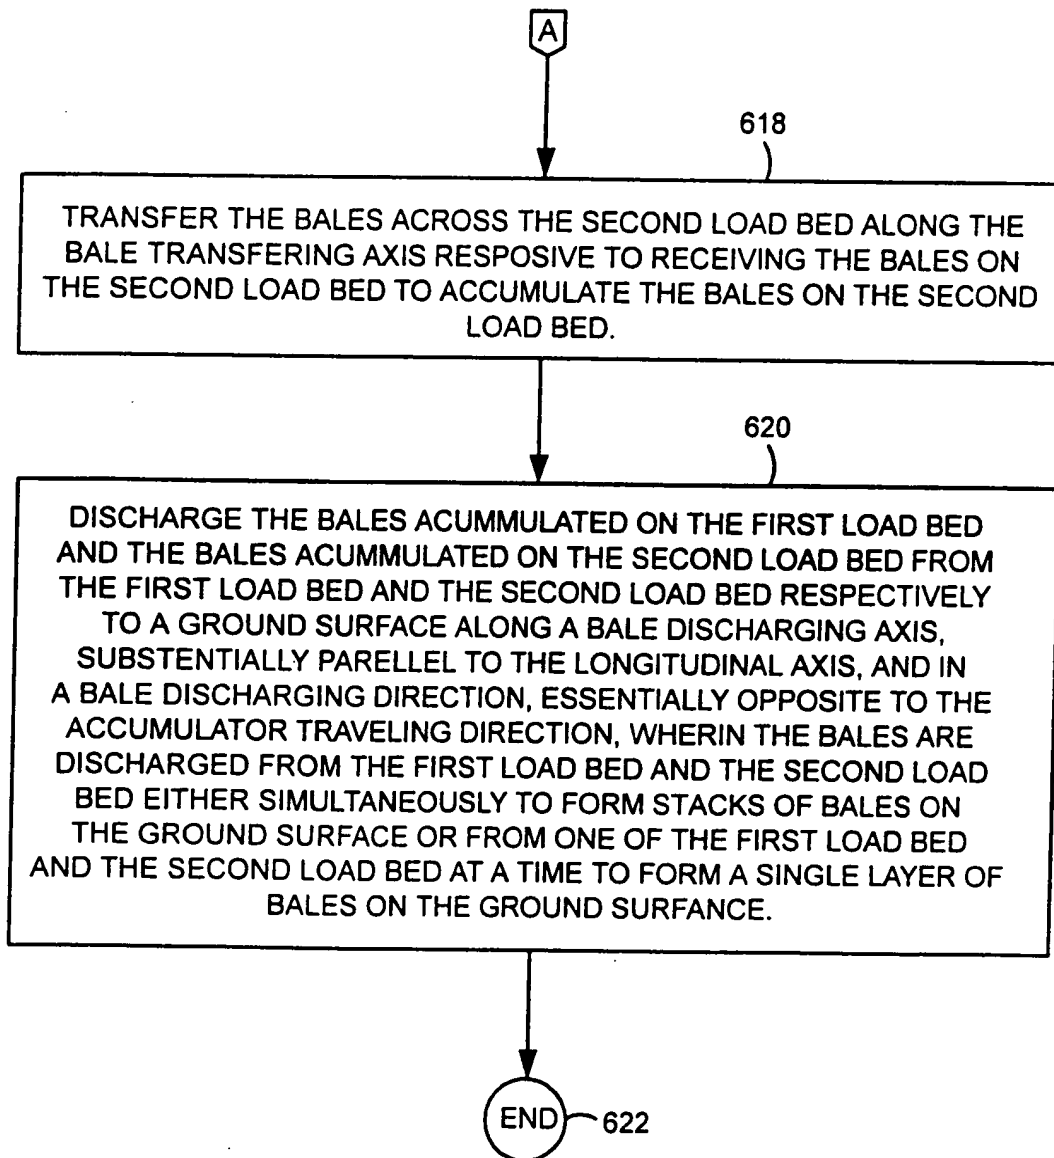 A
618
TRANSFER THE BALES ACROSS THE SECOND LOAD BED ALONG THE
BALE TRANSFERING AXIS RESPOSIVE TO RECEIVING THE BALES ON
THE SECOND LOAD BED TO ACCUMULATE THE BALES ON THE SECOND
LOAD BED.
620
DISCHARGE THE BALES ACUMMULATED ON THE FIRST LOAD BED
AND THE BALES ACUMMULATED ON THE SECOND LOAD BED FROM
THE FIRST LOAD BED AND THE SECOND LOAD BED RESPECTIVELY
TO A GROUND SURFACE ALONG A BALE DISCHARGING AXIS,
SUBSTENTIALLY PARELLEL TO THE LONGITUDINAL AXIS, AND IN
A BALE DISCHARGING DIRECTION, ESSENTIALLY OPPOSITE TO THE
ACCUMULATOR TRAVELING DIRECTION, WHERIN THE BALES ARE
DISCHARGED FROM THE FIRST LOAD BED AND THE SECOND LOAD
BED EITHER SIMULTANEOUSLY TO FORM STACKS OF BALES ON
THE GROUND SURFACE OR FROM ONE OF THE FIRST LOAD BED
AND THE SECOND LOAD BED AT A TIME TO FORM A SINGLE LAYER OF
BALES ON THE GROUND SURFANCE.
END
622